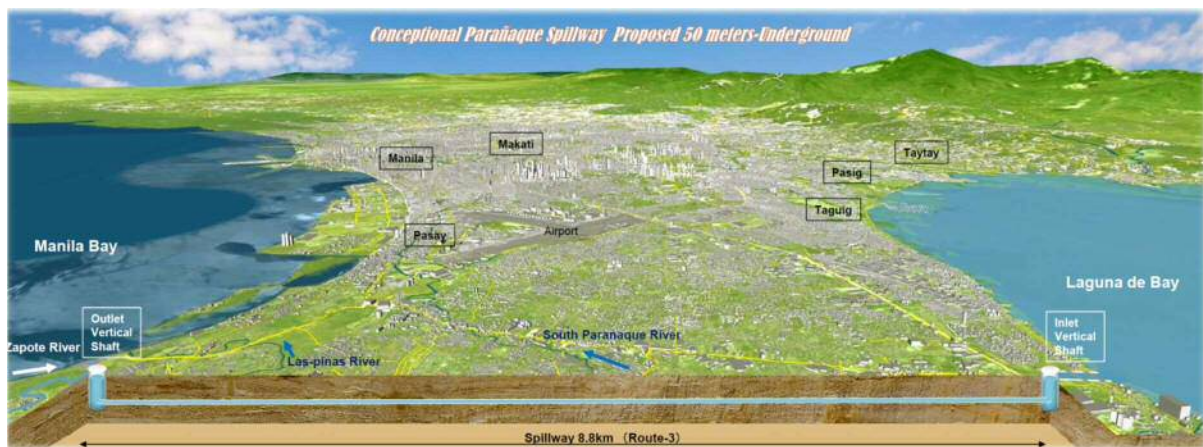 Conceptional Parañaque Spillway Proposed 50 meters-Underground
Makati
Manila
Taytay
Pasig
Taguig
Airport
Pasay
Manila Bay
Laguna de Bay
Outlet
Vertical
Shaft
Inlet
Vertical
Shaft
Zapote River
South Paranaque River
Las-pinas River
Spillway 8.8km (Route-3)